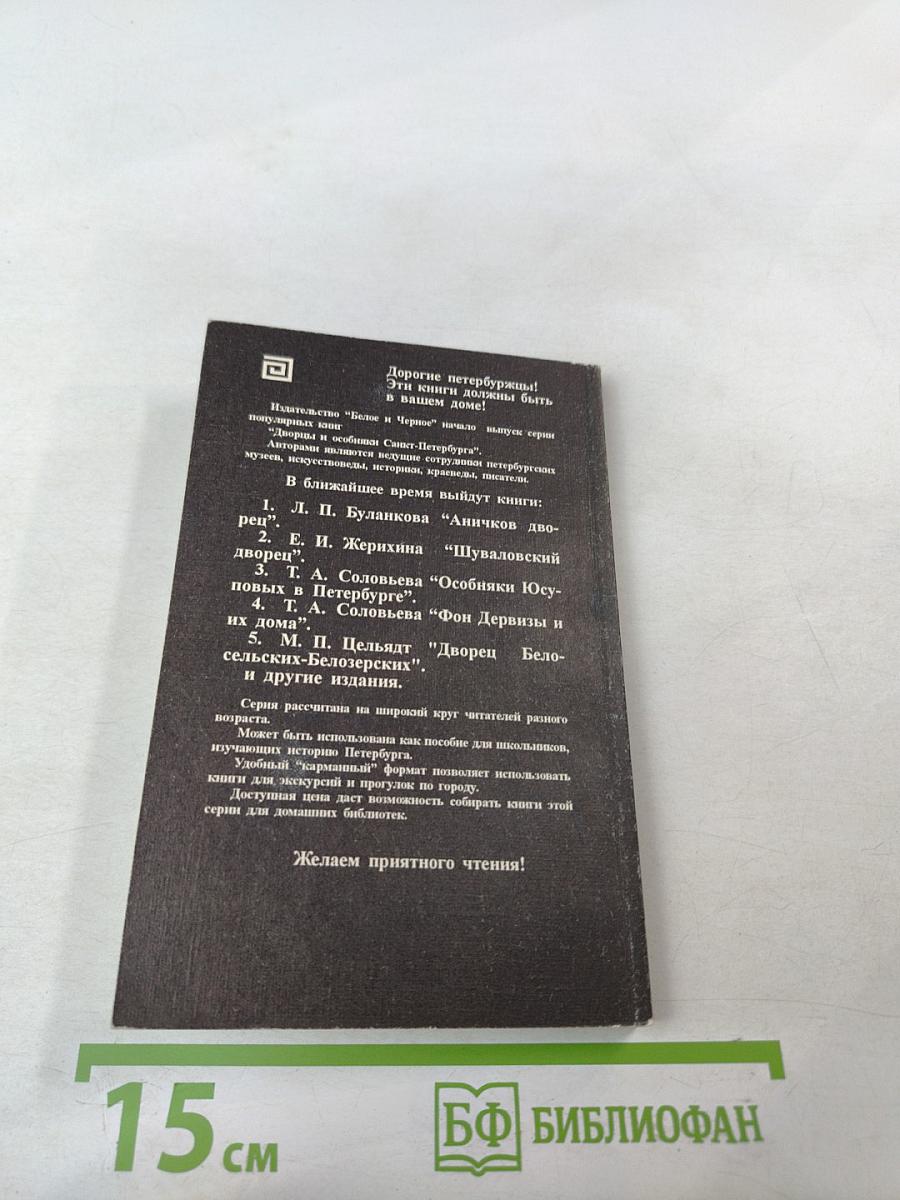 Дорогие петербуржцы!
Эти книги должны быть
в вашем доме!
Издательство "Белое и Черное" начало выпуск серии
популярных книг
"Дворцы и особняки Санкт-Петербурга".
Авторами являются ведущие сотрудники петербургских
музеев, искусствоведы, историки, краеведы, писатели.
В ближайшее время выйдут книги:
1. Л. П. Буланкова "Аничков дво-
рец".
2. Е. И. Жерихина "Шуваловский
дворец".
3. Т. А. Соловьева "Особняки Юсу-
повых в Петербурге".
4. Т. А. Соловьева "Фон Дервизы и
их дома".
5. М. П. Цельядт "Дворец Бело-
сельских-Белозерских".
и другие издания.
Серия рассчитана на широкий круг читателей разного
возраста.
Может быть использована как пособие для школьников,
изучающих историю Петербурга.
Удобный "карманный" формат позволяет использовать
книги для экскурсий и прогулок по городу.
Доступная цена даст возможность собирать книги этой
серии для домашних библиотек.
Желаем приятного чтения!
15 см
БФ БИБЛИОФАН